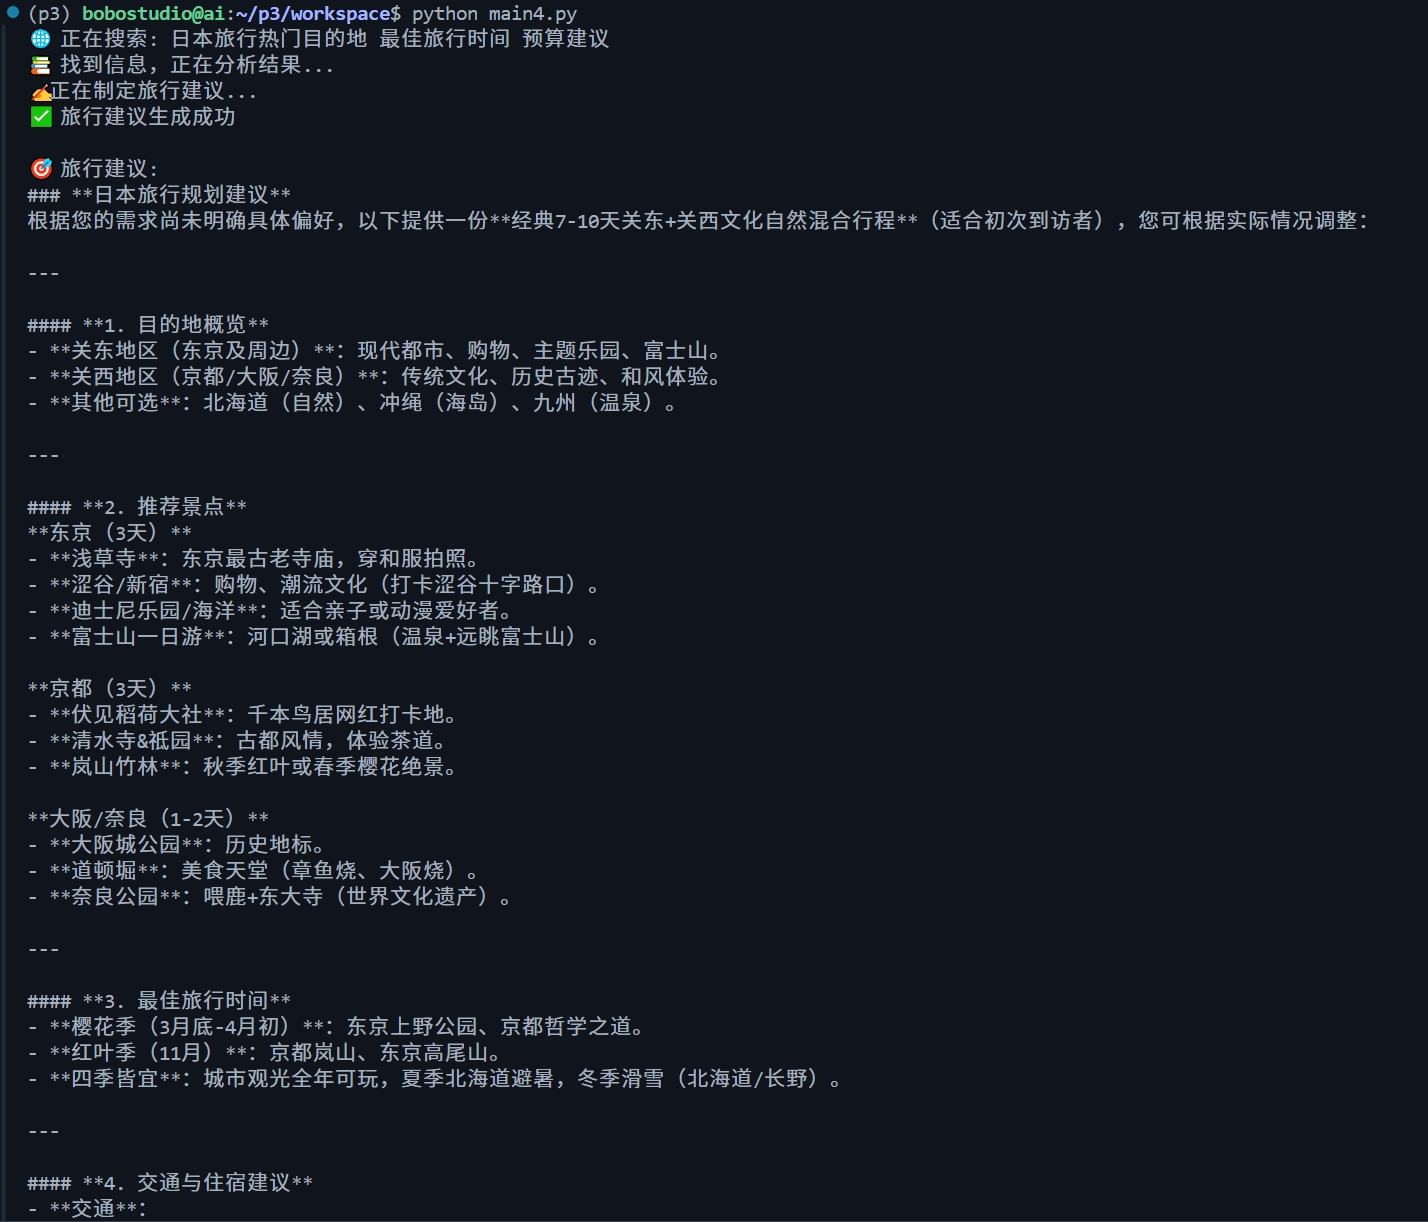 (p3) bobostudio@ai:~/p3/workspace$ python main4.py
🌐 正在搜索: 日本旅行热门目的地 最佳旅行时间 预算建议
📚 找到信息，正在分析结果...
✍️正在制定旅行建议...
✅ 旅行建议生成成功

🎯 旅行建议:
### **日本旅行规划建议**
根据您的需求尚未明确具体偏好，以下提供一份**经典7-10天关东+关西文化自然混合行程**（适合初次到访者），您可根据实际情况调整：

---

#### **1. 目的地概览**
- **关东地区（东京及周边）**：现代都市、购物、主题乐园、富士山。
- **关西地区（京都/大阪/奈良）**：传统文化、历史古迹、和风体验。
- **其他可选**：北海道（自然）、冲绳（海岛）、九州（温泉）。

---

#### **2. 推荐景点**
**东京（3天）**
- **浅草寺**：东京最古老寺庙，穿和服拍照。
- **涩谷/新宿**：购物、潮流文化（打卡涩谷十字路口）。
- **迪士尼乐园/海洋**：适合亲子或动漫爱好者。
- **富士山一日游**：河口湖或箱根（温泉+远眺富士山）。

**京都（3天）**
- **伏见稻荷大社**：千本鸟居网红打卡地。
- **清水寺&祇园**：古都风情，体验茶道。
- **岚山竹林**：秋季红叶或春季樱花绝景。

**大阪/奈良（1-2天）**
- **大阪城公园**：历史地标。
- **道顿堀**：美食天堂（章鱼烧、大阪烧）。
- **奈良公园**：喂鹿+东大寺（世界文化遗产）。

---

#### **3. 最佳旅行时间**
- **樱花季（3月底-4月初）**：东京上野公园、京都哲学之道。
- **红叶季（11月）**：京都岚山、东京高尾山。
- **四季皆宜**：城市观光全年可玩，夏季北海道避暑，冬季滑雪（北海道/长野）。

---

#### **4. 交通与住宿建议**
- **交通**：